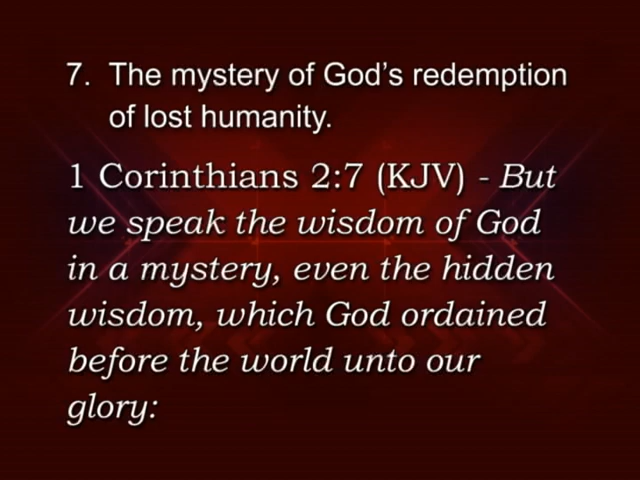 7. The mystery of God's redemption
of lost humanity.
1 Corinthians 2:7 (KJV) - But
we speak the wisdom of God
in a mystery, even the hidden
wisdom, which God ordained
before the world unto our
glory: